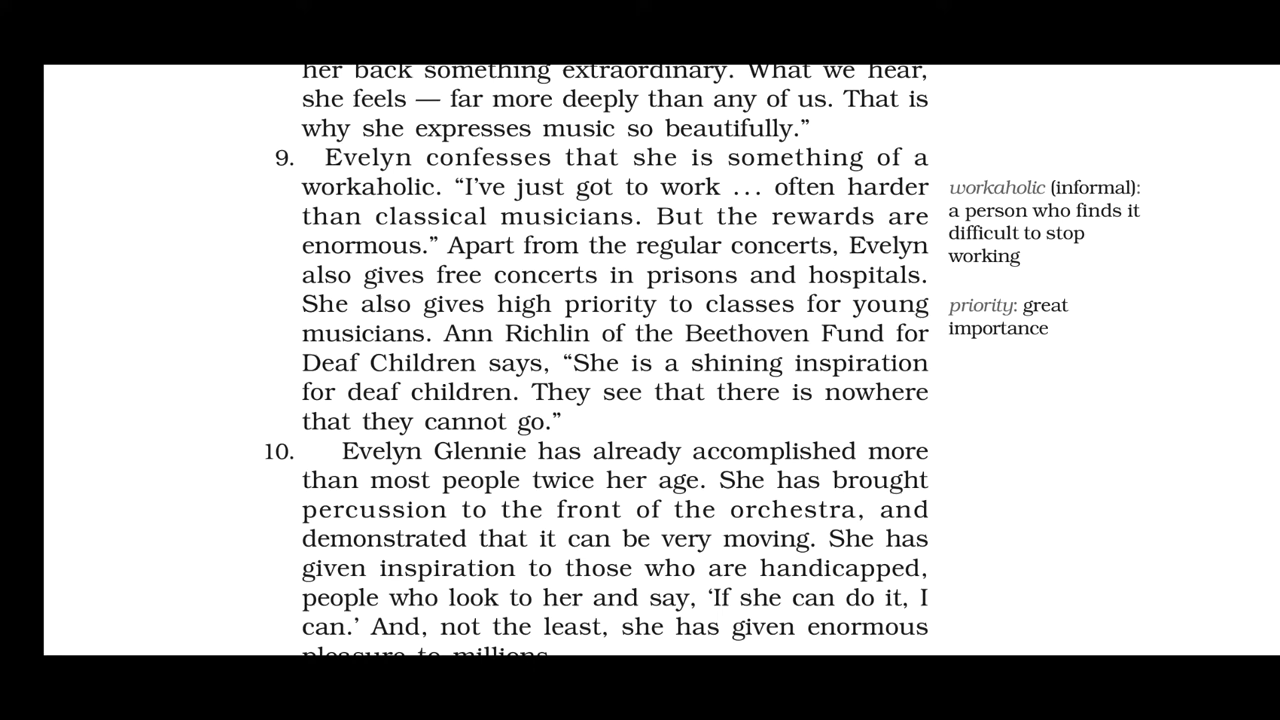 her back something extraordinary. What we hear,
she feels — far more deeply than any of us. That is
why she expresses music so beautifully.”
9. Evelyn confesses that she is something of a
workaholic. “I’ve just got to work ... often harder
than classical musicians. But the rewards are
enormous.” Apart from the regular concerts, Evelyn
also gives free concerts in prisons and hospitals.
She also gives high priority to classes for young
musicians. Ann Richlin of the Beethoven Fund for
Deaf Children says, “She is a shining inspiration
for deaf children. They see that there is nowhere
that they cannot go.”
10. Evelyn Glennie has already accomplished more
than most people twice her age. She has brought
percussion to the front of the orchestra, and
demonstrated that it can be very moving. She has
given inspiration to those who are handicapped,
people who look to her and say, ‘If she can do it, I
can.’ And, not the least, she has given enormous
pleasure to millions.
workaholic (informal):
a person who finds it
difficult to stop
working
priority: great
importance